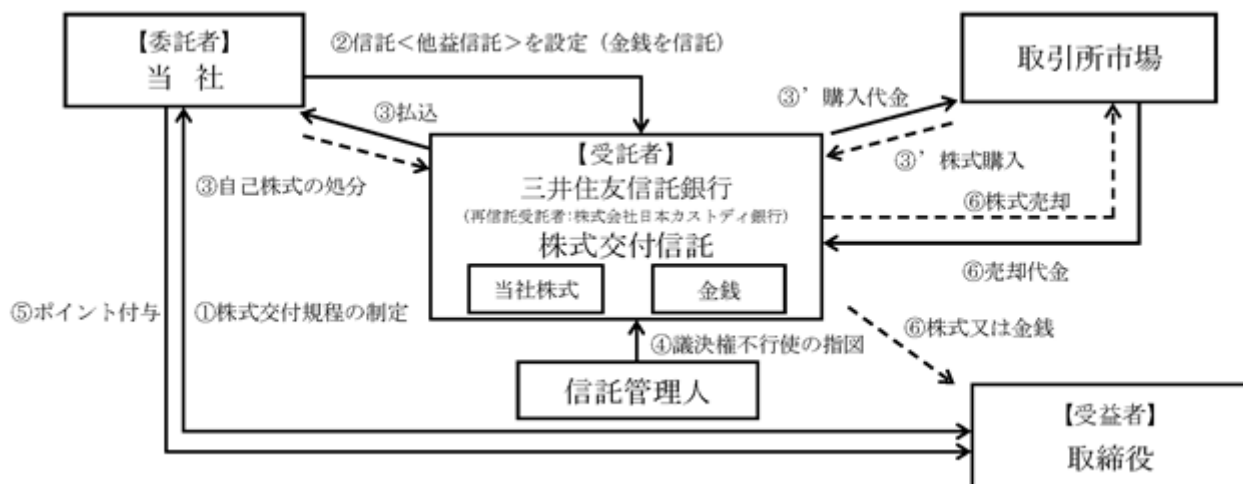 【委託者】
当　社
②信託＜他益信託＞を設定（金銭を信託）
取引所市場
③払込
③’購入代金
【受託者】
三井住友信託銀行
(再信託受託者:株式会社日本カストディ銀行)
株式交付信託
当社株式
金銭
③自己株式の処分
③’株式購入
⑥株式売却
⑥売却代金
⑤ポイント付与
①株式交付規程の制定
④議決権不行使の指図
⑥株式又は金銭
信託管理人
【受益者】
取締役